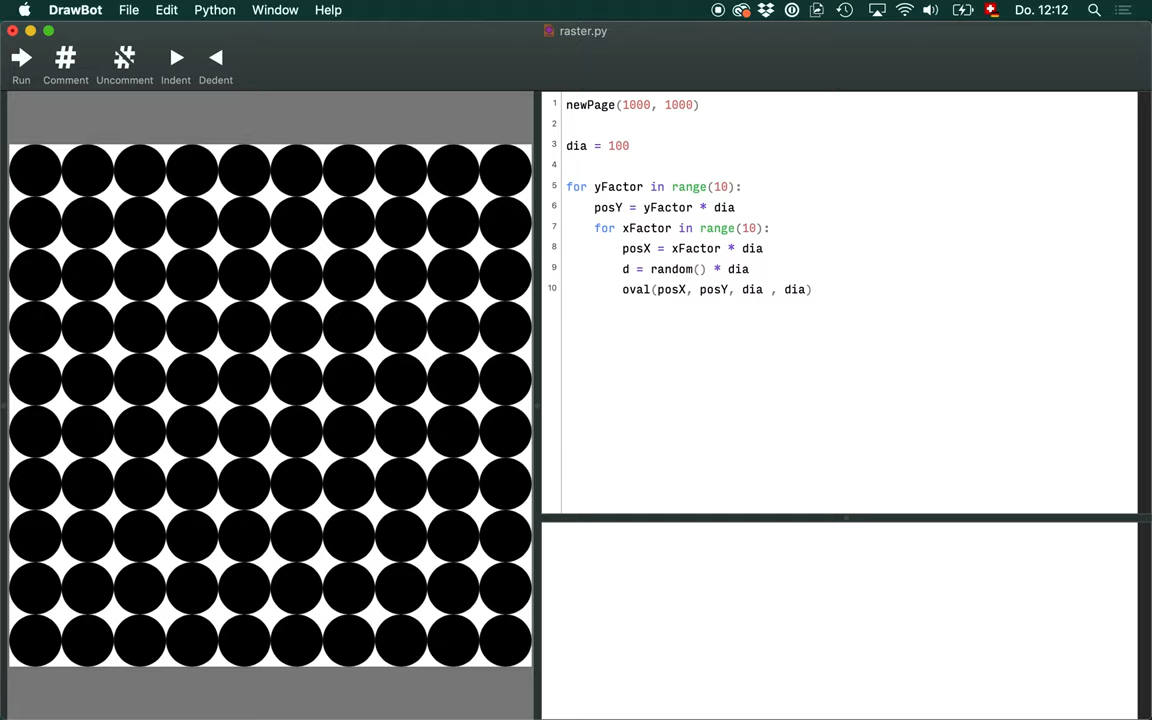 DrawBot File Edit Python Window Help Do. 12:12
raster.py
Run Comment Uncomment Indent Dedent
1 newPage(1000, 1000)
2
3 dia = 100
4
5 for yFactor in range(10):
6 posY = yFactor * dia
7 for xFactor in range(10):
8 posX = xFactor * dia
9 d = random() * dia
10 oval(posX, posY, dia , dia)